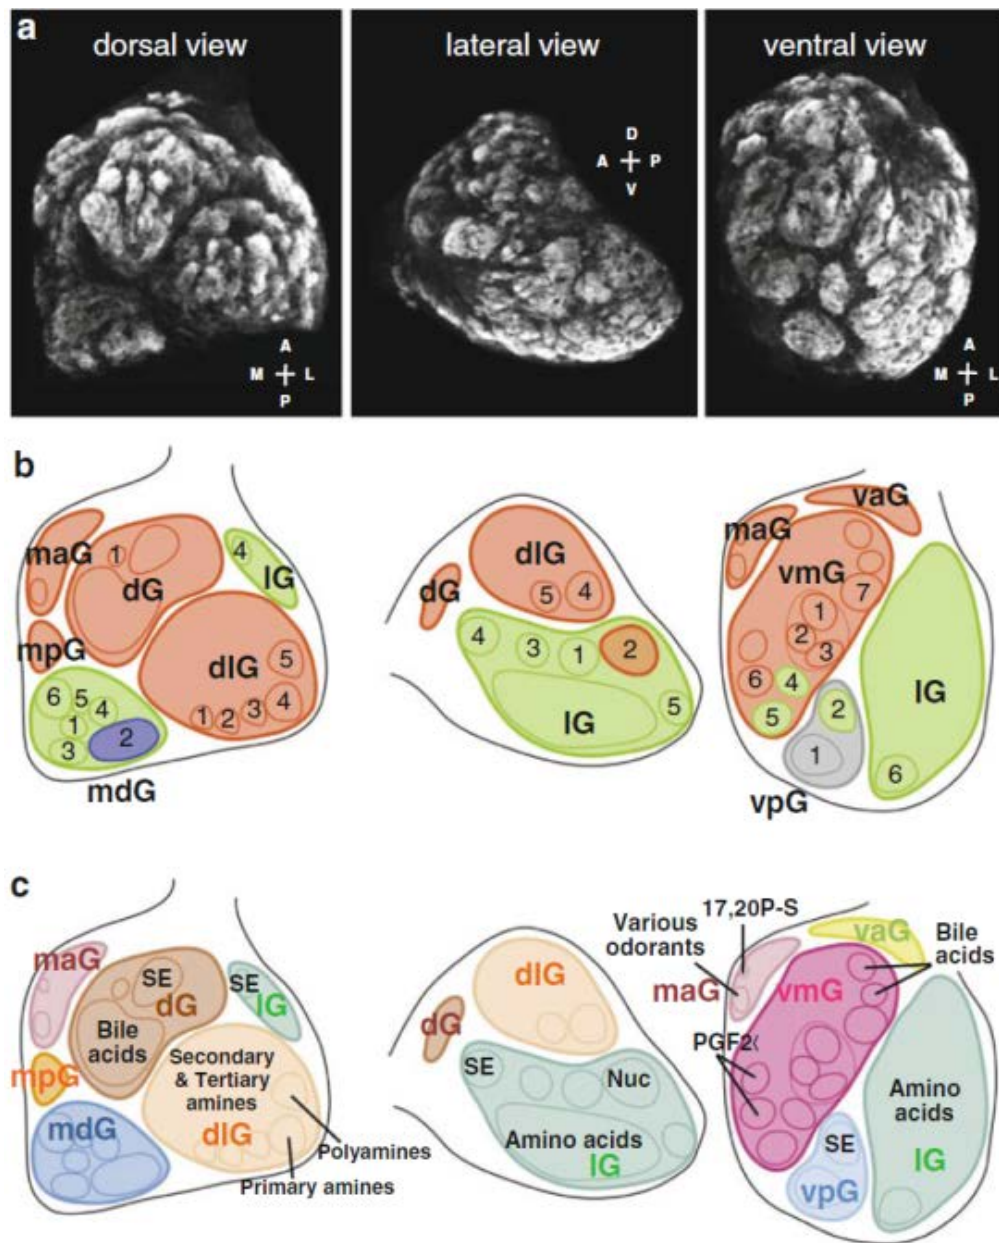 a
dorsal view
lateral view
ventral view
A
M L
P
D
A P
V
A
M L
P
b
maG
1
dG
4
lG
mpG
dlG
5
6 5 4
1
3
2
1 2 3 4
mdG
dG
dlG
5 4
4 3 1 2
lG
5
vaG
maG
vmG
7
1
2
3
6 4
5
2
1
lG
6
vpG
c
maG
SE
dG
SE
lG
Bile
acids
mpG
Secondary
& Tertiary
amines
mdG
dlG
Polyamines
Primary amines
dlG
dG
SE
Nuc
Amino acids
lG
17,20P-S
Various
odorants
vaG
Bile
acids
maG
vmG
PGF2‹
Amino
acids
SE
lG
vpG